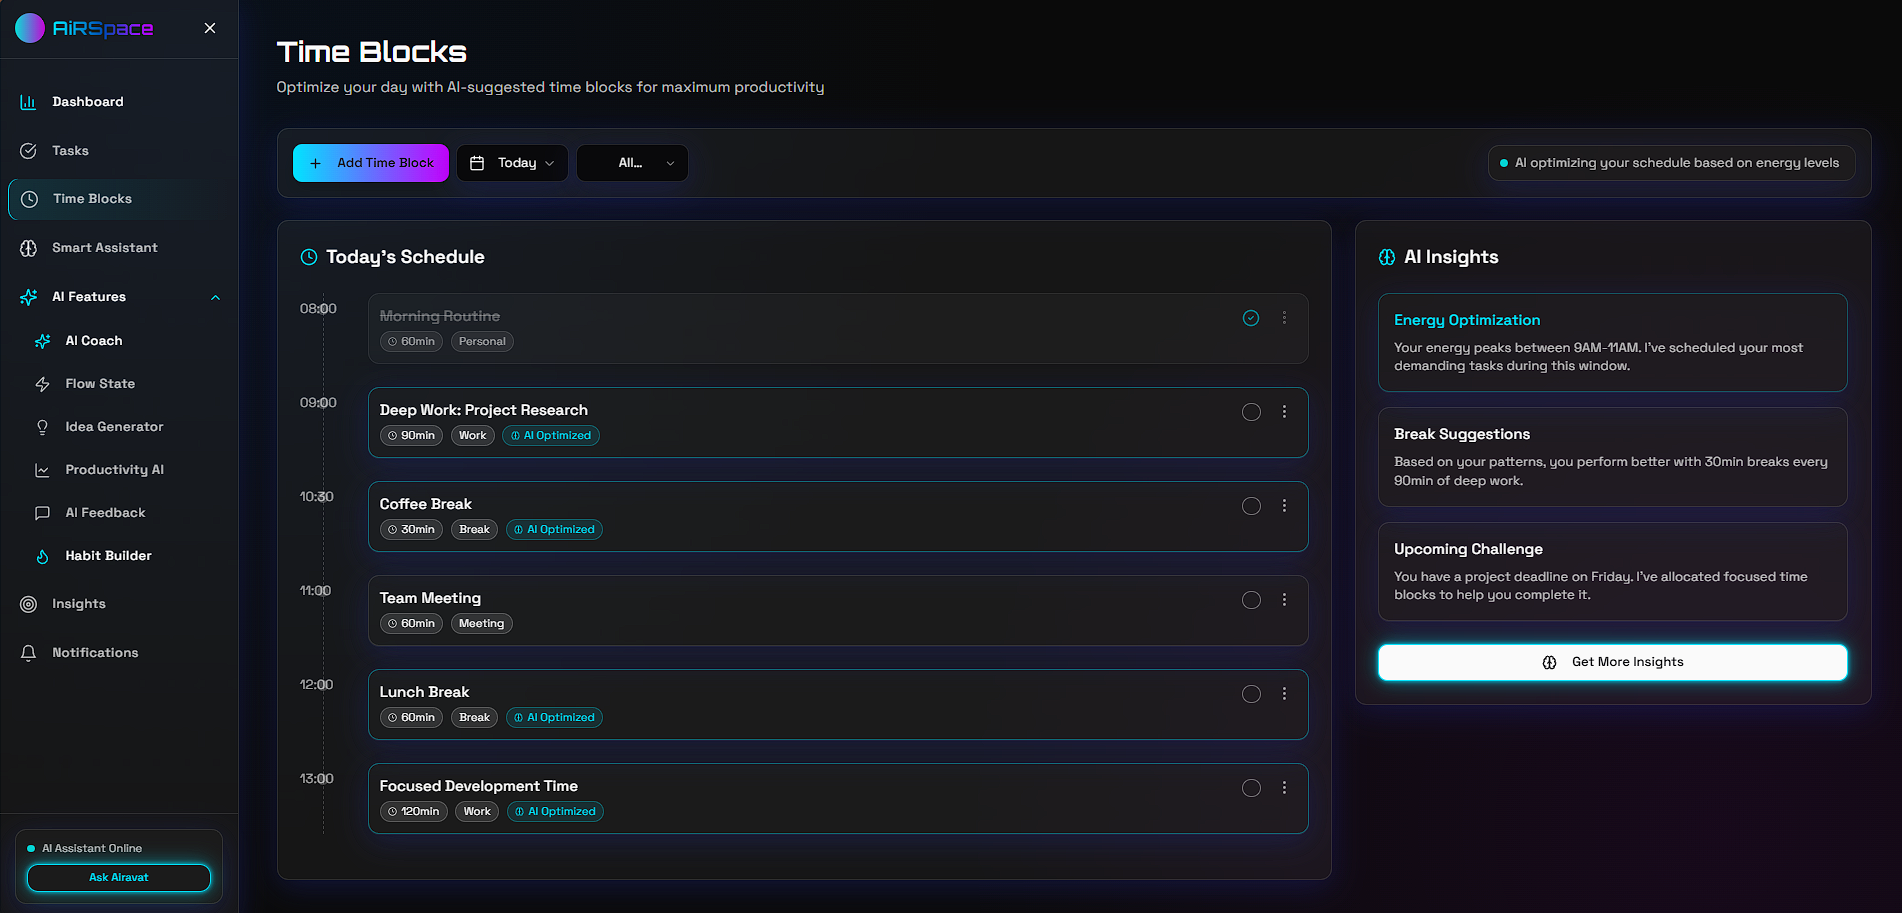 AiRSpace
Dashboard
Tasks
Time Blocks
Smart Assistant
AI Features
AI Coach
Flow State
Idea Generator
Productivity AI
AI Feedback
Habit Builder
Insights
Notifications
AI Assistant Online
Ask Airavat
Time Blocks
Optimize your day with AI-suggested time blocks for maximum productivity
Add Time Block
Today
All...
AI optimizing your schedule based on energy levels
Today's Schedule
08:00
Morning Routine
60min Personal
09:00
Deep Work: Project Research
90min Work AI Optimized
10:30
Coffee Break
30min Break AI Optimized
11:00
Team Meeting
60min Meeting
12:00
Lunch Break
60min Break AI Optimized
13:00
Focused Development Time
120min Work AI Optimized
AI Insights
Energy Optimization
Your energy peaks between 9AM-11AM. I've scheduled your most
demanding tasks during this window.
Break Suggestions
Based on your patterns, you perform better with 30min breaks every
90min of deep work.
Upcoming Challenge
You have a project deadline on Friday. I've allocated focused time
blocks to help you complete it.
Get More Insights